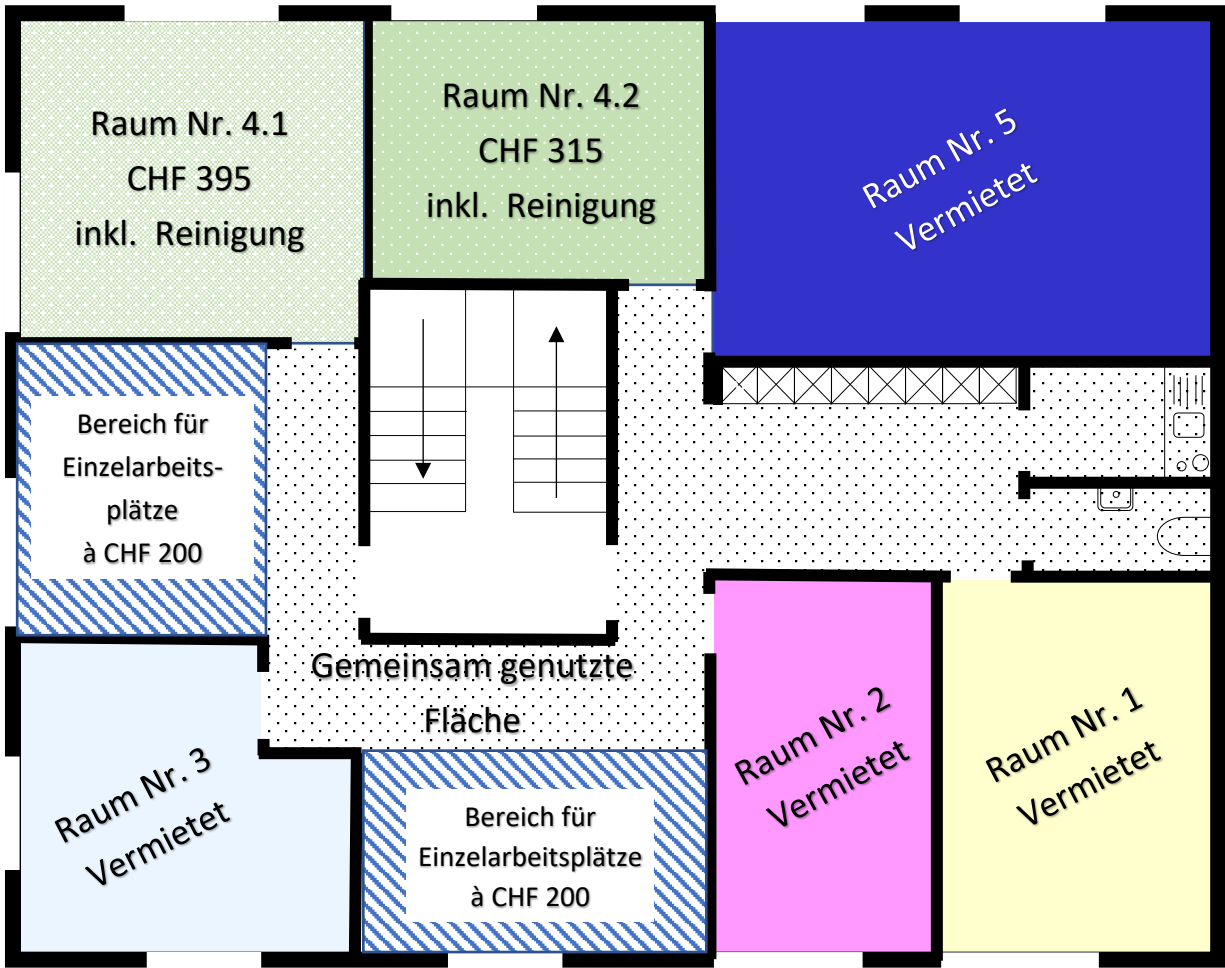 Raum Nr. 4.1
CHF 395
inkl. Reinigung
Raum Nr. 4.2
CHF 315
inkl. Reinigung
Raum Nr. 5
Vermietet
Bereich für
Einzelarbeits-
plätze
à CHF 200
Gemeinsam genutzte
Fläche
Raum Nr. 3
Vermietet
Bereich für
Einzelarbeitsplätze
à CHF 200
Raum Nr. 2
Vermietet
Raum Nr. 1
Vermietet